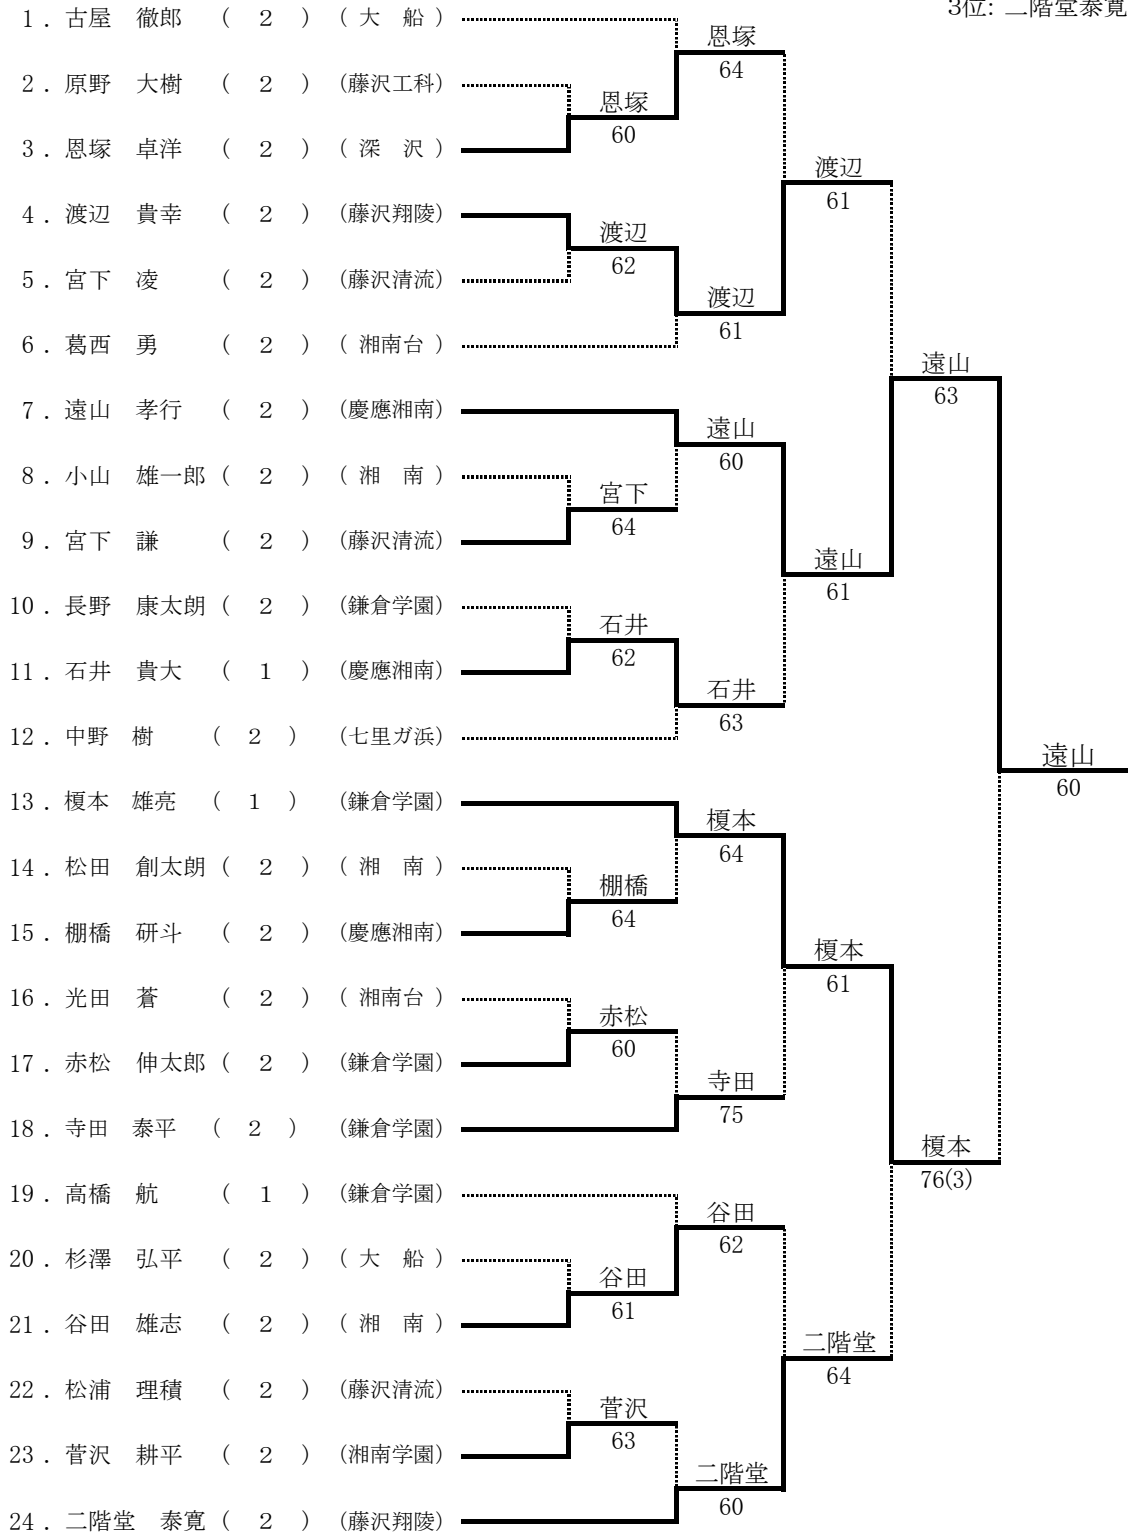 3位: 二階堂泰寛
1．古屋　徹郎　（　２　）（ 大　船 ）
恩塚
64
2．原野　大樹　（　２　）（藤沢工科）
恩塚
60
3．恩塚　卓洋　（　２　）（ 深　沢 ）
渡辺
61
4．渡辺　貴幸　（　２　）（藤沢翔陵）
渡辺
62
5．宮下　凌　（　２　）（藤沢清流）
渡辺
61
6．葛西　勇　（　２　）（ 湘南台 ）
遠山
63
7．遠山　孝行　（　２　）（慶應湘南）
遠山
60
8．小山　雄一郎（　２　）（ 湘　南 ）
宮下
64
9．宮下　謙　（　２　）（藤沢清流）
遠山
61
10．長野　康太朗（　２　）（鎌倉学園）
石井
62
11．石井　貴大　（　１　）（慶應湘南）
石井
63
12．中野　樹　（　２　）（七里ガ浜）
遠山
60
13．榎本　雄亮　（　１　）（鎌倉学園）
榎本
64
14．松田　創太朗（　２　）（ 湘　南 ）
棚橋
64
15．棚橋　研斗　（　２　）（慶應湘南）
榎本
61
16．光田　蒼　（　２　）（ 湘南台 ）
赤松
60
17．赤松　伸太郎（　２　）（鎌倉学園）
寺田
75
18．寺田　泰平　（　２　）（鎌倉学園）
榎本
76(3)
19．高橋　航　（　１　）（鎌倉学園）
谷田
62
20．杉澤　弘平　（　２　）（ 大　船 ）
谷田
61
21．谷田　雄志　（　２　）（ 湘　南 ）
二階堂
64
22．松浦　理積　（　２　）（藤沢清流）
菅沢
63
23．菅沢　耕平　（　２　）（湘南学園）
二階堂
60
24．二階堂　泰寛（　２　）（藤沢翔陵）